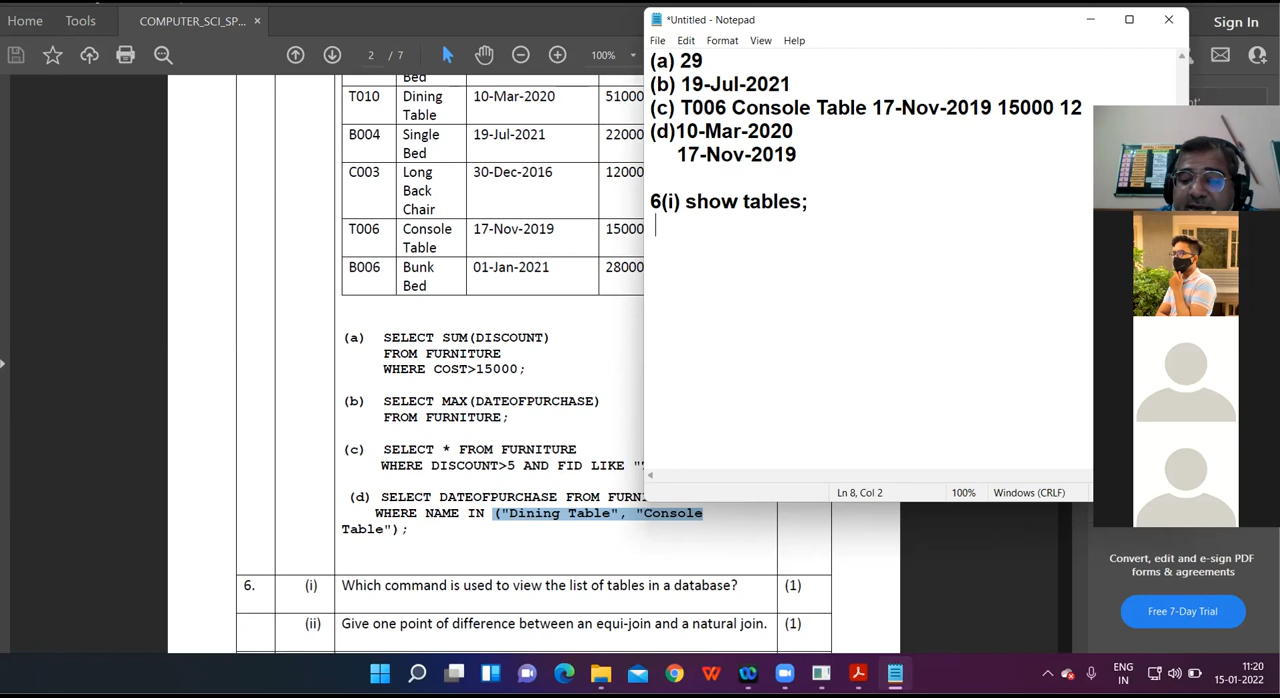 Home
Tools
COMPUTER_SCI_SP... ×
*Untitled - Notepad
Sign In
2 / 7
100%
File Edit Format View Help
(a) 29
(b) 19-Jul-2021
(c) T006 Console Table 17-Nov-2019 15000 12
(d)10-Mar-2020
17-Nov-2019
6(i) show tables;
Ln 8, Col 2
100%
Windows (CRLF)
Bed
T010 Dining Table 10-Mar-2020 51000
B004 Single Bed 19-Jul-2021 22000
C003 Long Back Chair 30-Dec-2016 12000
T006 Console Table 17-Nov-2019 15000
B006 Bunk Bed 01-Jan-2021 28000
(a) SELECT SUM(DISCOUNT)
FROM FURNITURE
WHERE COST>15000;
(b) SELECT MAX(DATEOFPURCHASE)
FROM FURNITURE;
(c) SELECT * FROM FURNITURE
WHERE DISCOUNT>5 AND FID LIKE
(d) SELECT DATEOFPURCHASE FROM
WHERE NAME IN ("Dining Table", "Console
Table");
6. (i) Which command is used to view the list of tables in a database? (1)
(ii) Give one point of difference between an equi-join and a natural join. (1)
Convert, edit and e-sign PDF
forms & agreements
Free 7-Day Trial
ENG
IN
11:20
15-01-2022